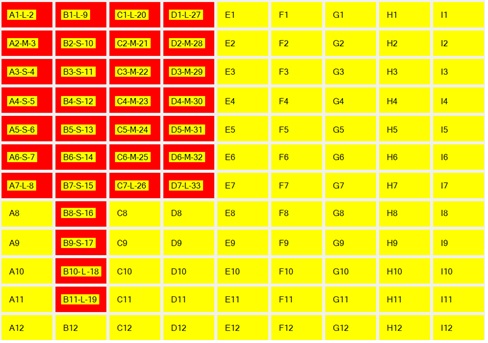 A1-L-2 B1-L-9 C1-L-20 D1-L-27 E1 F1 G1 H1 I1
A2-M-3 B2-S-10 C2-M-21 D2-M-28 E2 F2 G2 H2 I2
A3-S-4 B3-S-11 C3-M-22 D3-M-29 E3 F3 G3 H3 I3
A4-S-5 B4-S-12 C4-M-23 D4-M-30 E4 F4 G4 H4 I4
A5-S-6 B5-S-13 C5-M-24 D5-M-31 E5 F5 G5 H5 I5
A6-S-7 B6-S-14 C6-M-25 D6-M-32 E6 F6 G6 H6 I6
A7-L-8 B7-S-15 C7-L-26 D7-L-33 E7 F7 G7 H7 I7
A8 B8-S-16 C8 D8 E8 F8 G8 H8 I8
A9 B9-S-17 C9 D9 E9 F9 G9 H9 I9
A10 B10-L-18 C10 D10 E10 F10 G10 H10 I10
A11 B11-L-19 C11 D11 E11 F11 G11 H11 I11
A12 B12 C12 D12 E12 F12 G12 H12 I12